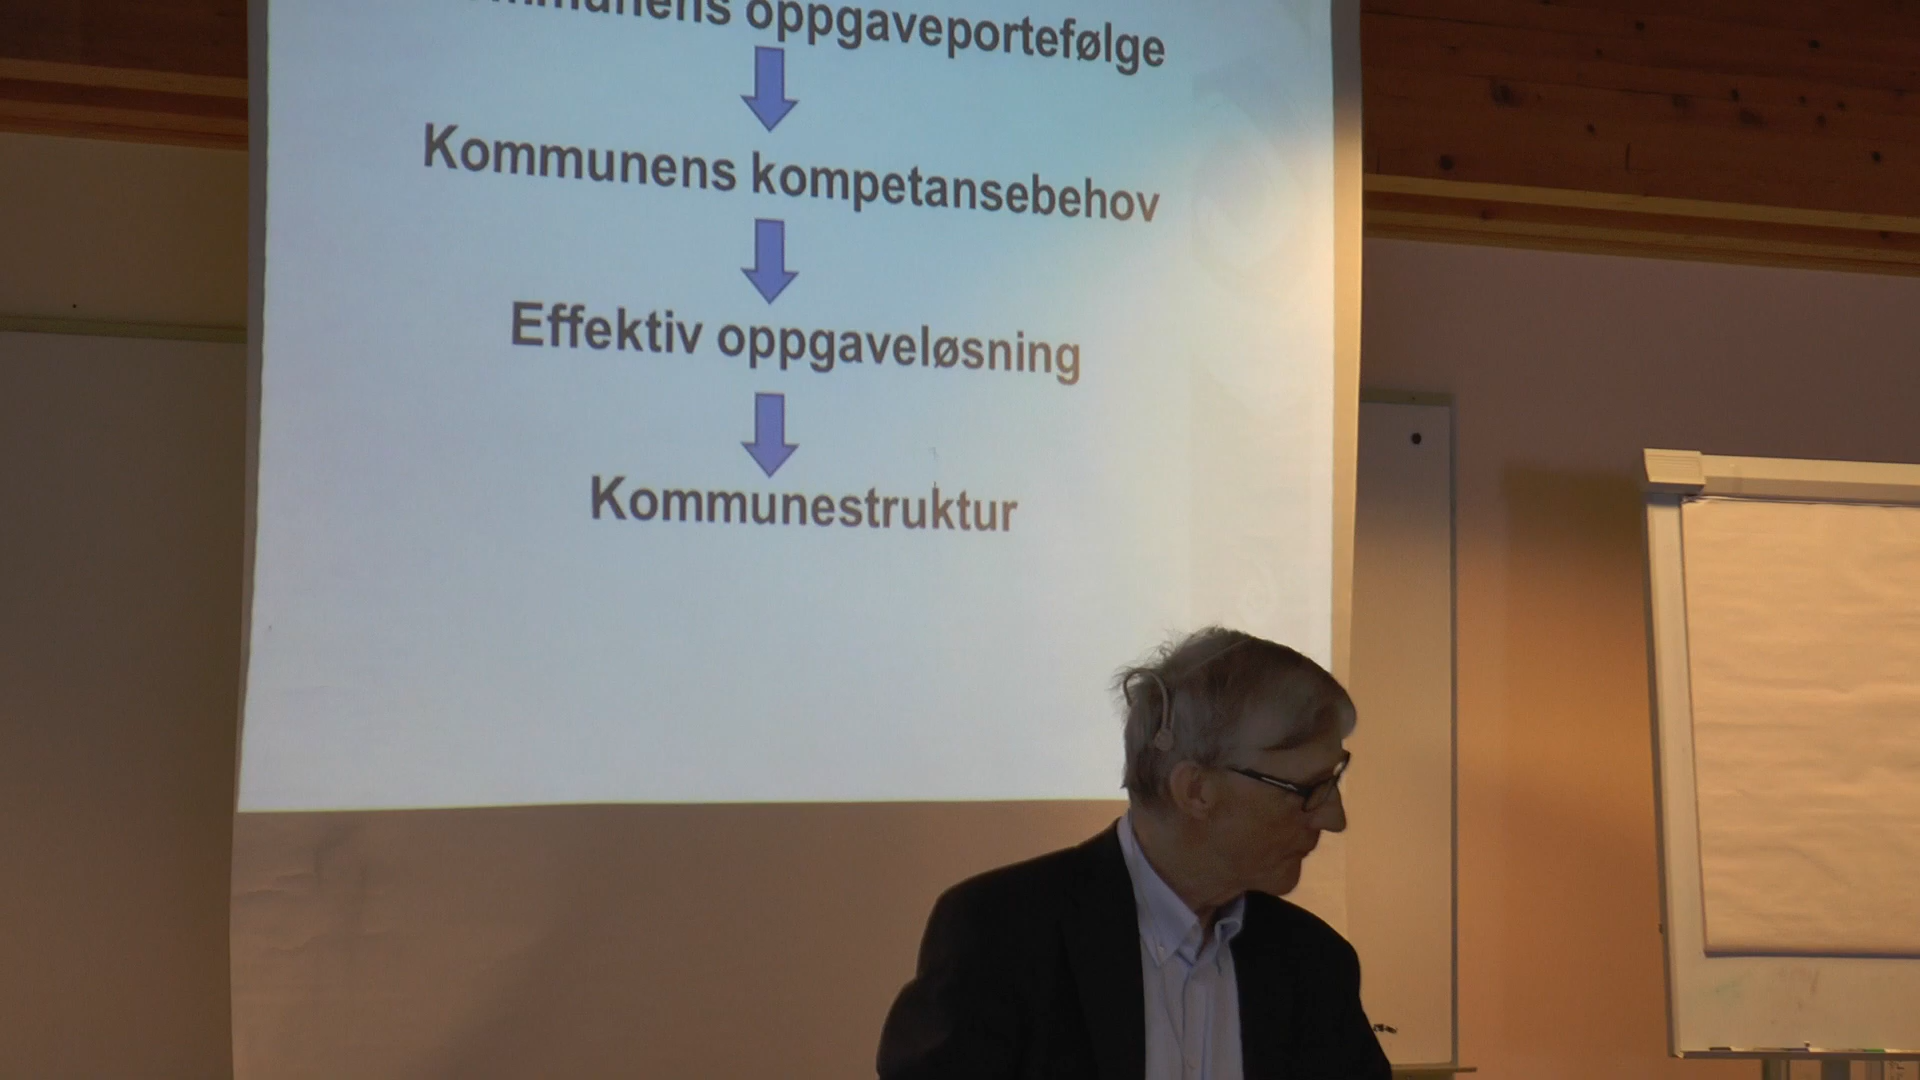 oppgaveportefølge
Kommunens kompetansebehov
Effektiv oppgaveløsning
Kommunestruktur